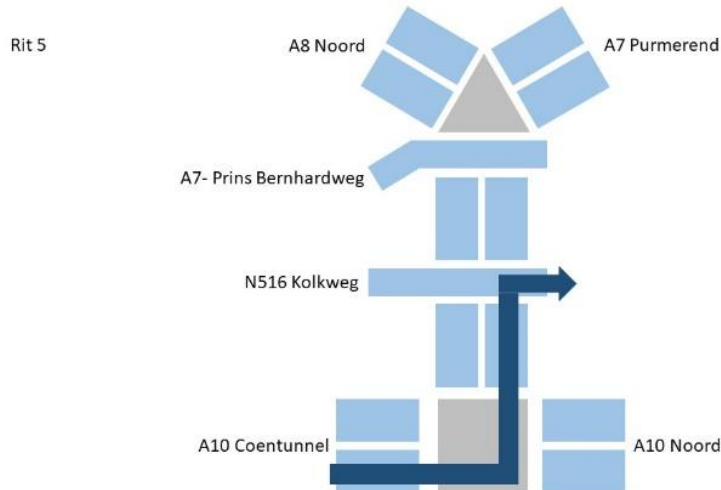 Rit 5
A8 Noord
A7 Purmerend
A7- Prins Bernhardweg
N516 Kolkweg
A10 Coentunnel
A10 Noord